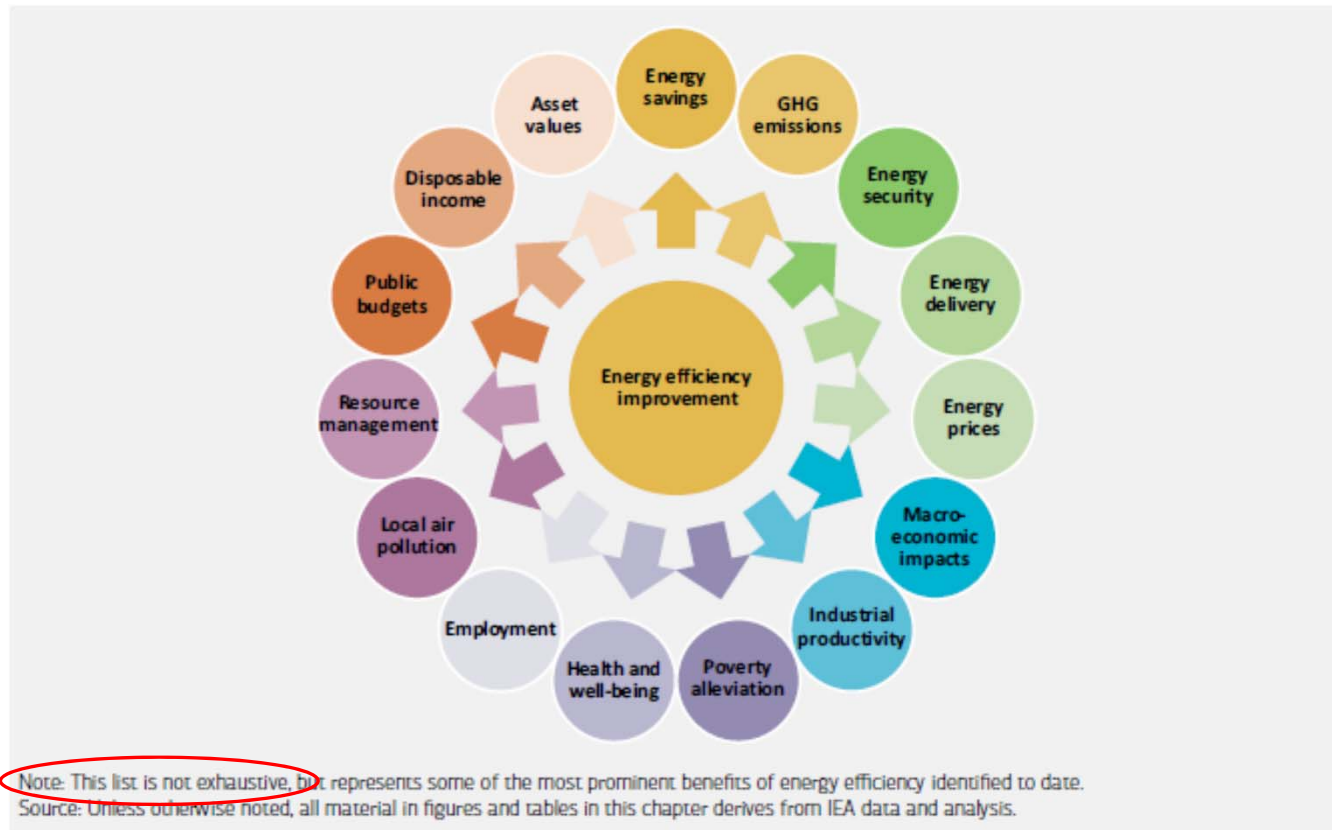 Energy
savings
GHG
emissions
Energy
security
Energy
delivery
Energy
prices
Macro-
economic
impacts
Industrial
productivity
Poverty
alleviation
Health and
well-being
Employment
Local air
pollution
Resource
management
Public
budgets
Disposable
income
Asset
values
Energy efficiency
improvement
Note: This list is not exhaustive, but represents some of the most prominent benefits of energy efficiency identified to date.
Source: Unless otherwise noted, all material in figures and tables in this chapter derives from IEA data and analysis.